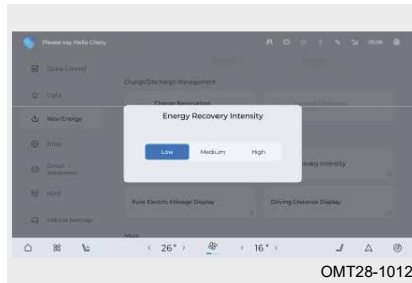 Please say Hello Chery
05:08
Quick Control
Charge/Discharge Management
Light
Charge Reservation
New Energy
Energy Recovery Intensity
Low Medium High
Drive
Driver
Assistance
HUD
Pure Electric Mileage Display
Driving Distance Display
Vehicle Settings
More
< 26° > < 16° >
OMT28-1012